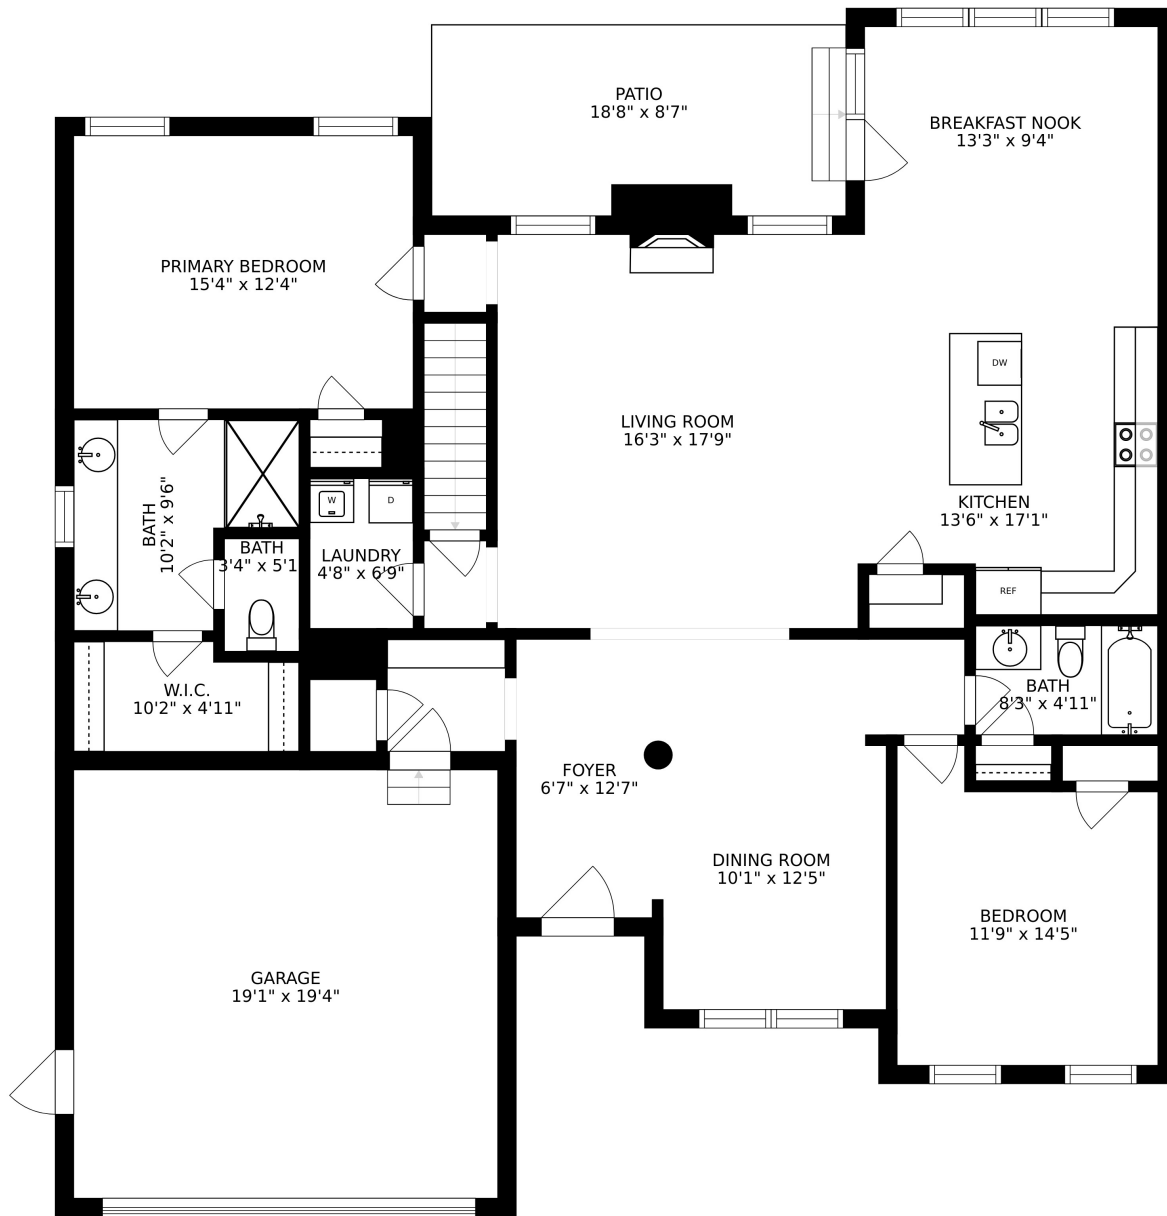 PATIO
18'8" x 8'7"
BREAKFAST NOOK
13'3" x 9'4"
PRIMARY BEDROOM
15'4" x 12'4"
DW
LIVING ROOM
16'3" x 17'9"
KITCHEN
13'6" x 17'1"
W
D
BATH
10'2" x 9'6"
BATH
3'4" x 5'1
LAUNDRY
4'8" x 6'9"
REF
W.I.C.
10'2" x 4'11"
BATH
8'3" x 4'11"
FOYER
6'7" x 12'7"
DINING ROOM
10'1" x 12'5"
BEDROOM
11'9" x 14'5"
GARAGE
19'1" x 19'4"